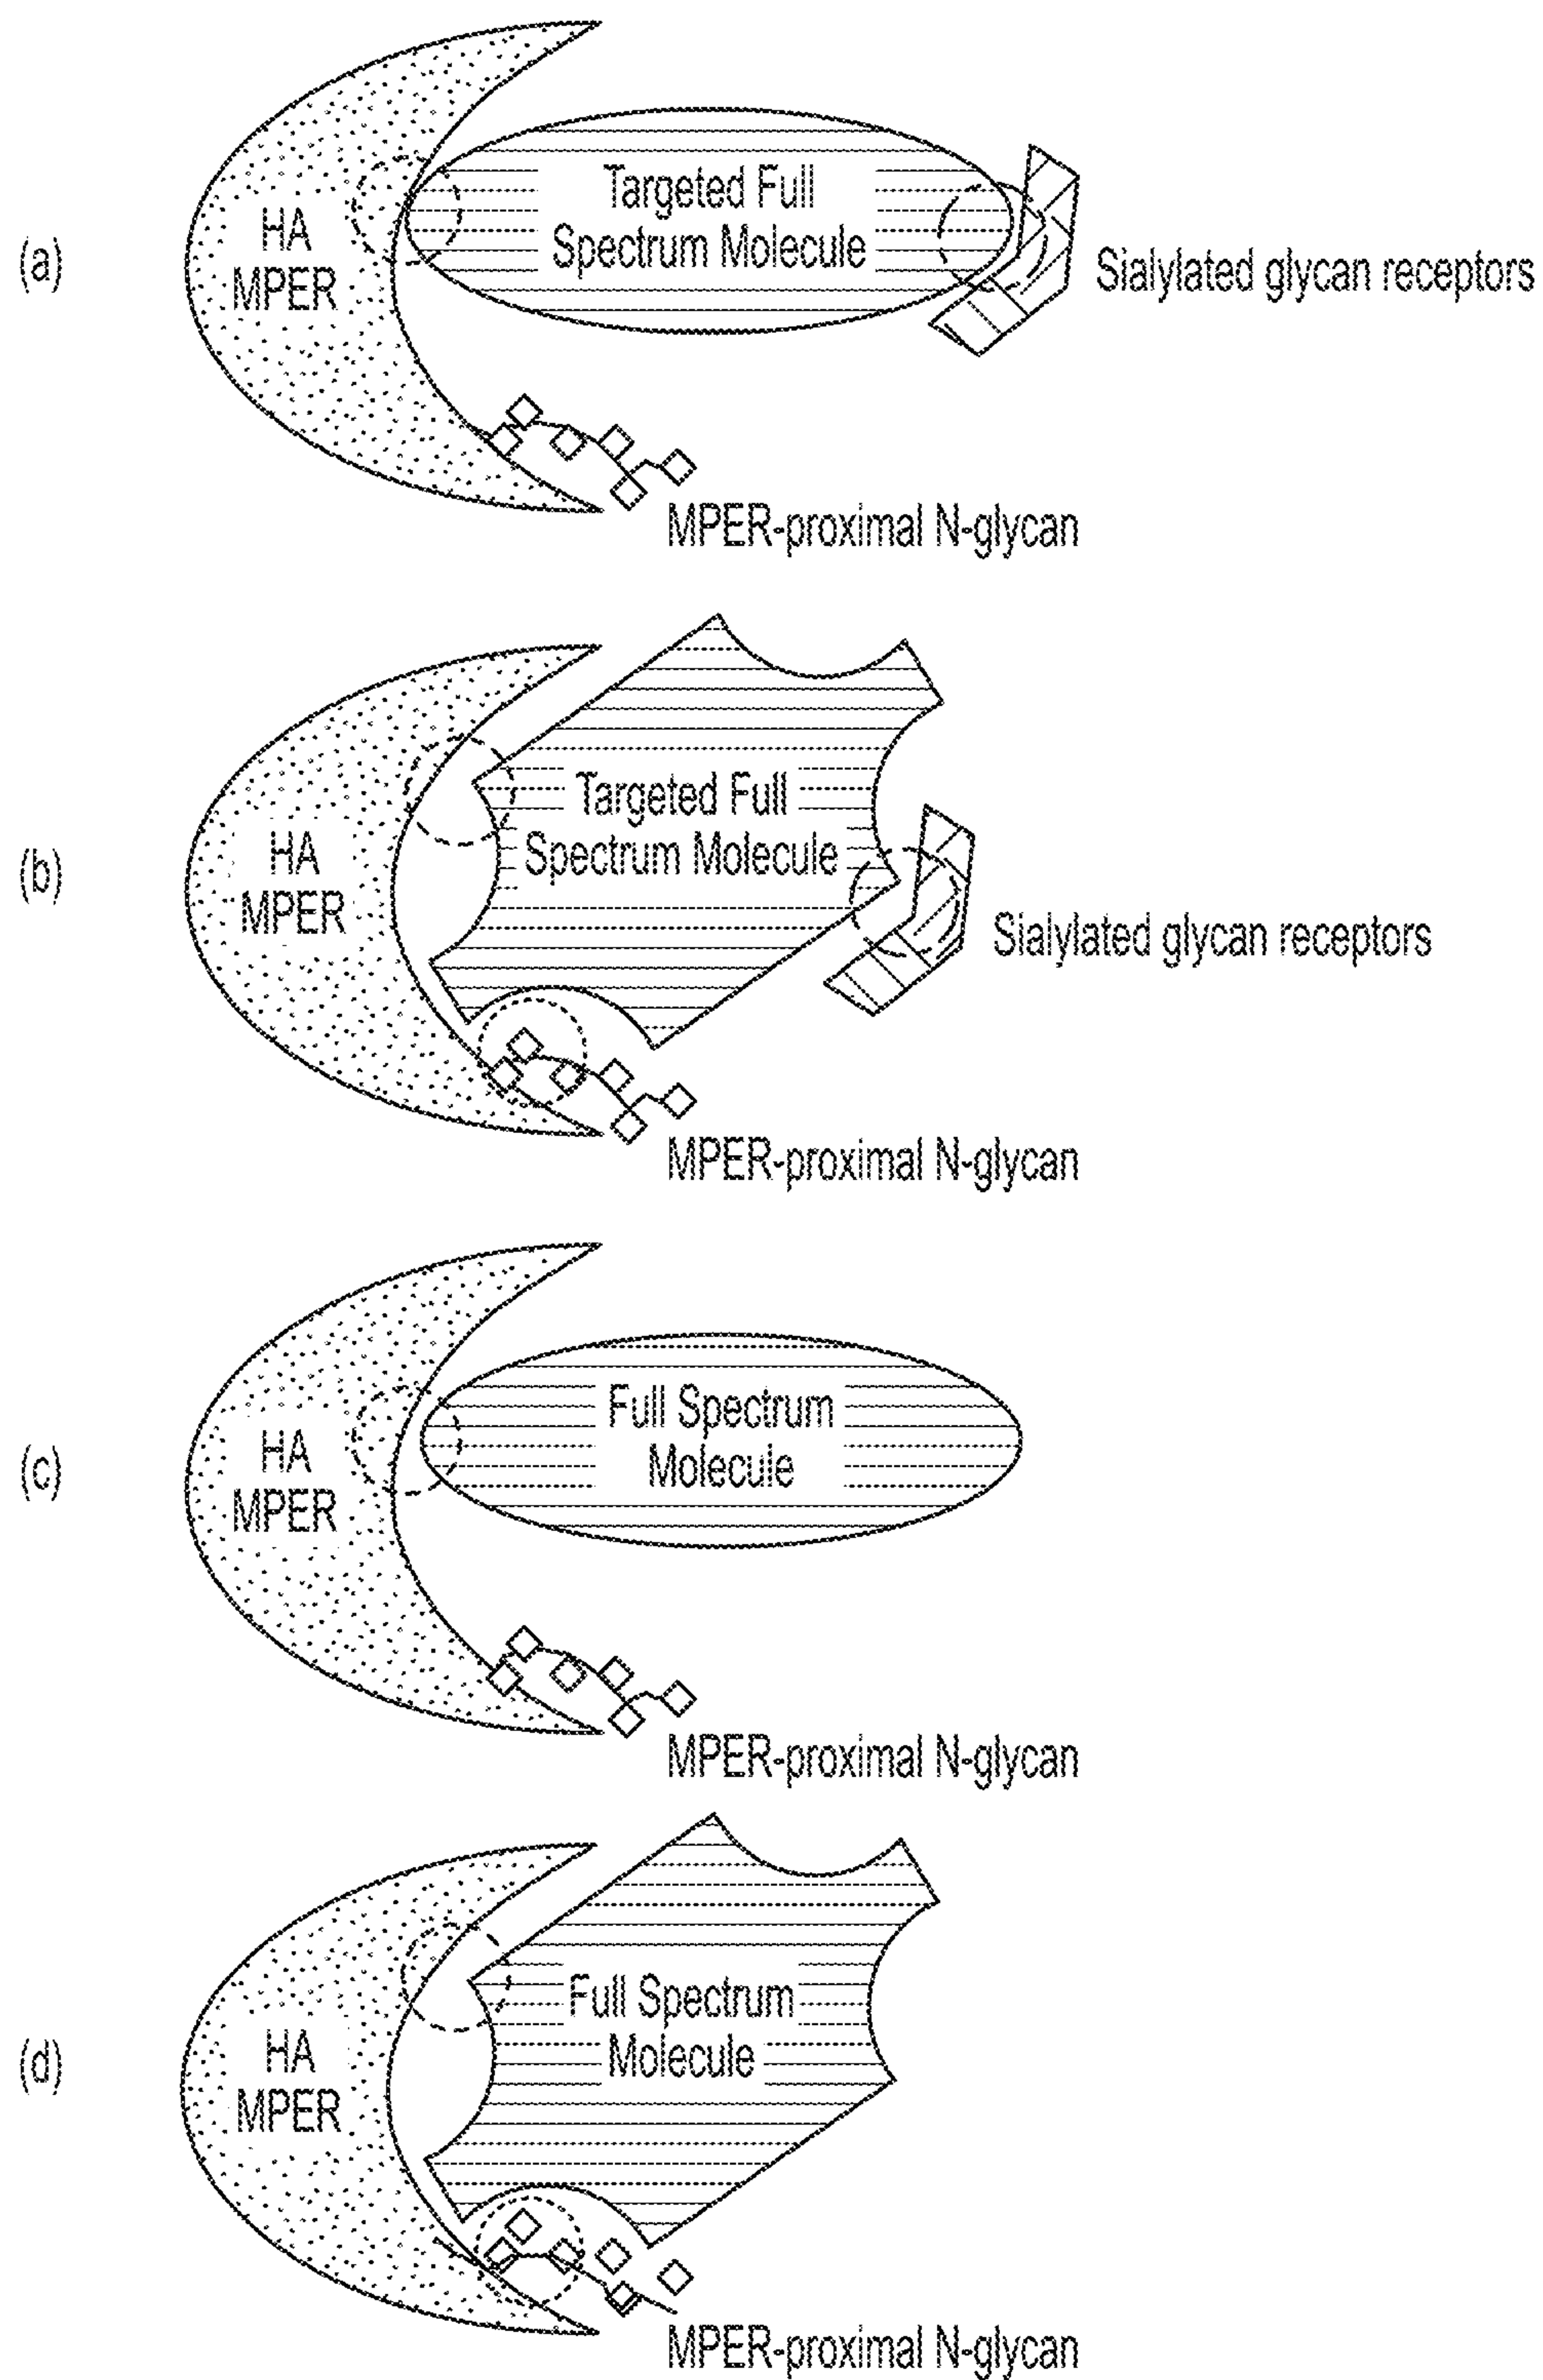 (a)
HA
MPER
Targeted Full
Spectrum Molecule
Sialylated glycan receptors
MPER-proximal N-glycan
(b)
HA
MPER
Targeted Full
Spectrum Molecule
Sialylated glycan receptors
MPER-proximal N-glycan
(c)
HA
MPER
Full Spectrum
Molecule
MPER-proximal N-glycan
(d)
HA
MPER
Full Spectrum
Molecule
MPER-proximal N-glycan